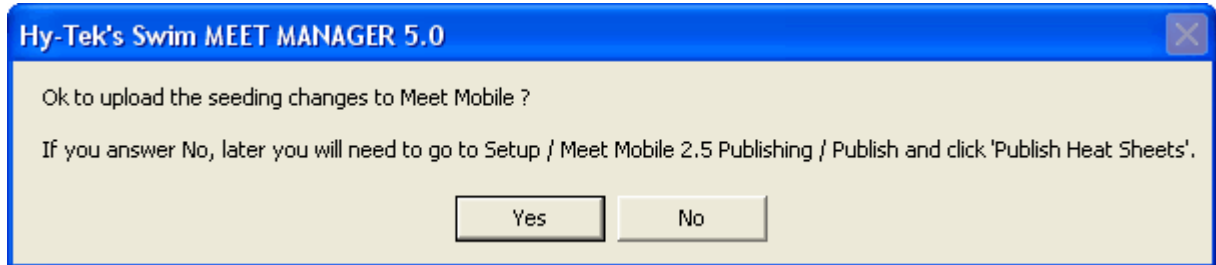 Hy-Tek's Swim MEET MANAGER 5.0
Ok to upload the seeding changes to Meet Mobile ?
If you answer No, later you will need to go to Setup / Meet Mobile 2.5 Publishing / Publish and click 'Publish Heat Sheets'.
Yes No